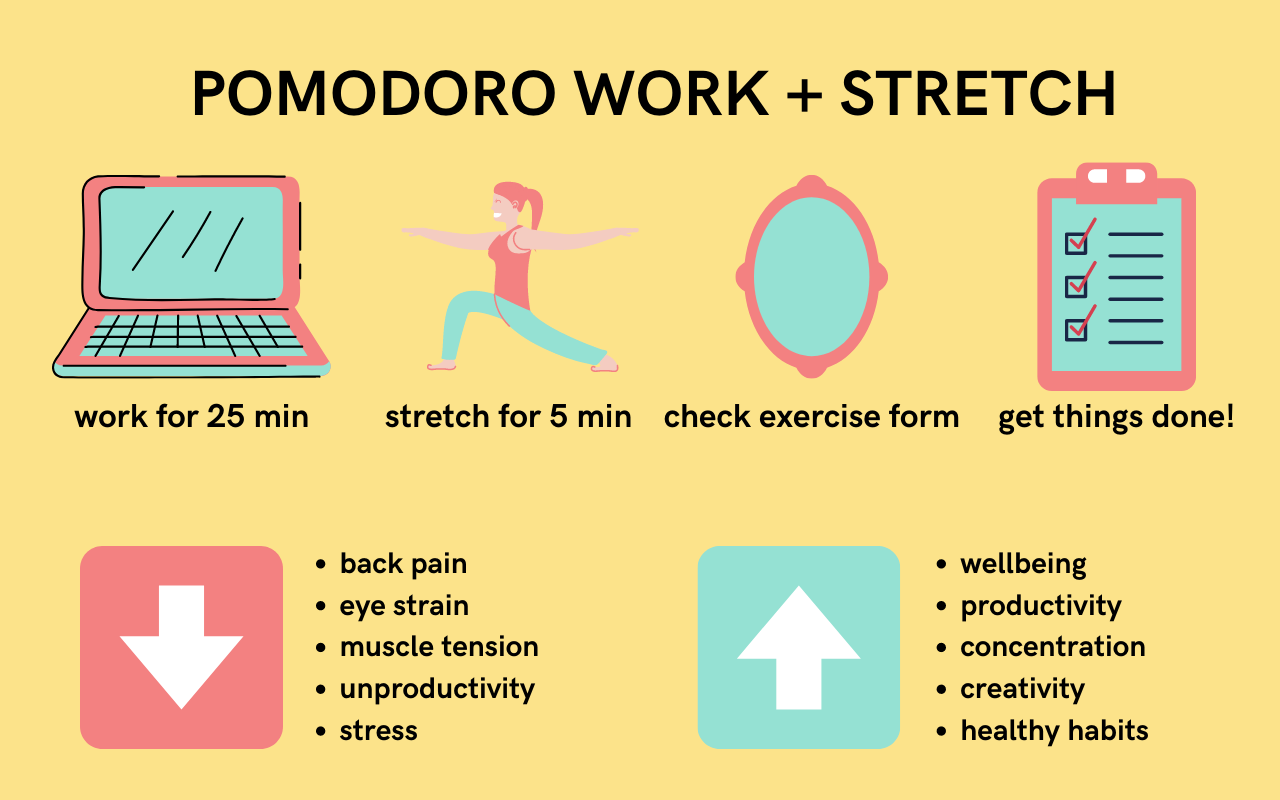 POMODORO WORK + STRETCH
work for 25 min
stretch for 5 min
check exercise form
get things done!
• back pain
• eye strain
• muscle tension
• unproductivity
• stress
• wellbeing
• productivity
• concentration
• creativity
• healthy habits